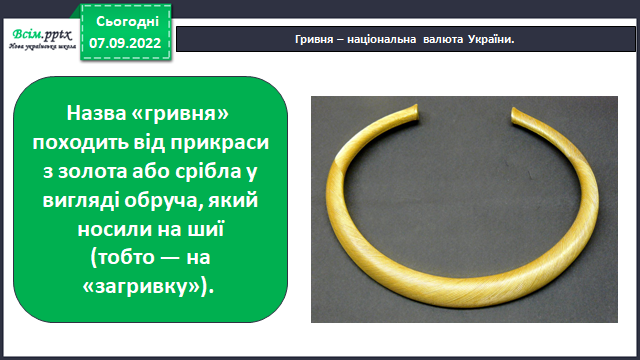 Всім.pptx
Нова українська школа
Сьогодні
07.09.2022
Гривня – національна валюта України.
Назва «гривня»
походить від прикраси
з золота або срібла у
вигляді обруча, який
носили на шиї
(тобто — на
«загривку»).